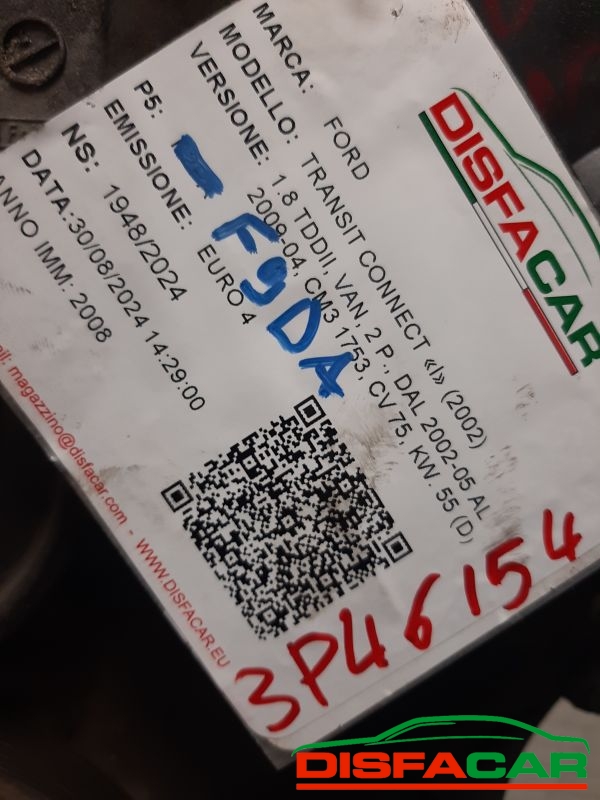 MARCA: FORD
MODELLO: TRANSIT CONNECT «I» (2002)
VERSIONE: 1.8 TDDII, VAN, 2 P., DAL 2002-05 AL
2009-04, CM3 1753, CV 75, KW. 55 (D)
P5:
F9DA
EMISSIONE: EURO 4
NS: 1948/2024
DATA:30/08/2024 14:29:00
ANNO IMM: 2008
magazzino@disfacar.com - WWW.DISFACAR.EU
DISFACAR
3P46154
DISFACAR